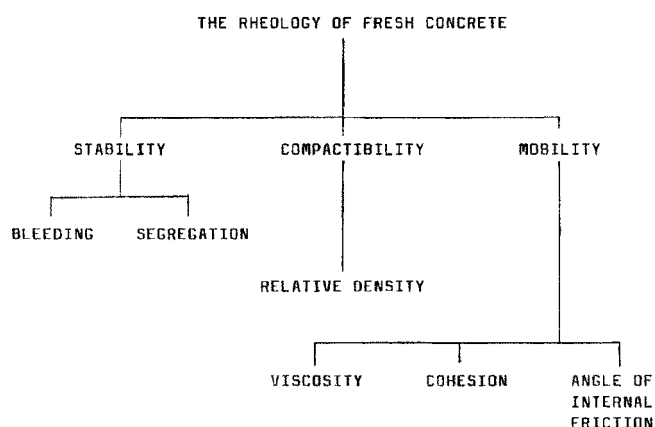 THE RHEOLOGY OF FRESH CONCRETE
STABILITY COMPACTIBILITY MOBILITY
BLEEDING SEGREGATION
RELATIVE DENSITY
VISCOSITY COHESION ANGLE OF
INTERNAL
FRICTION